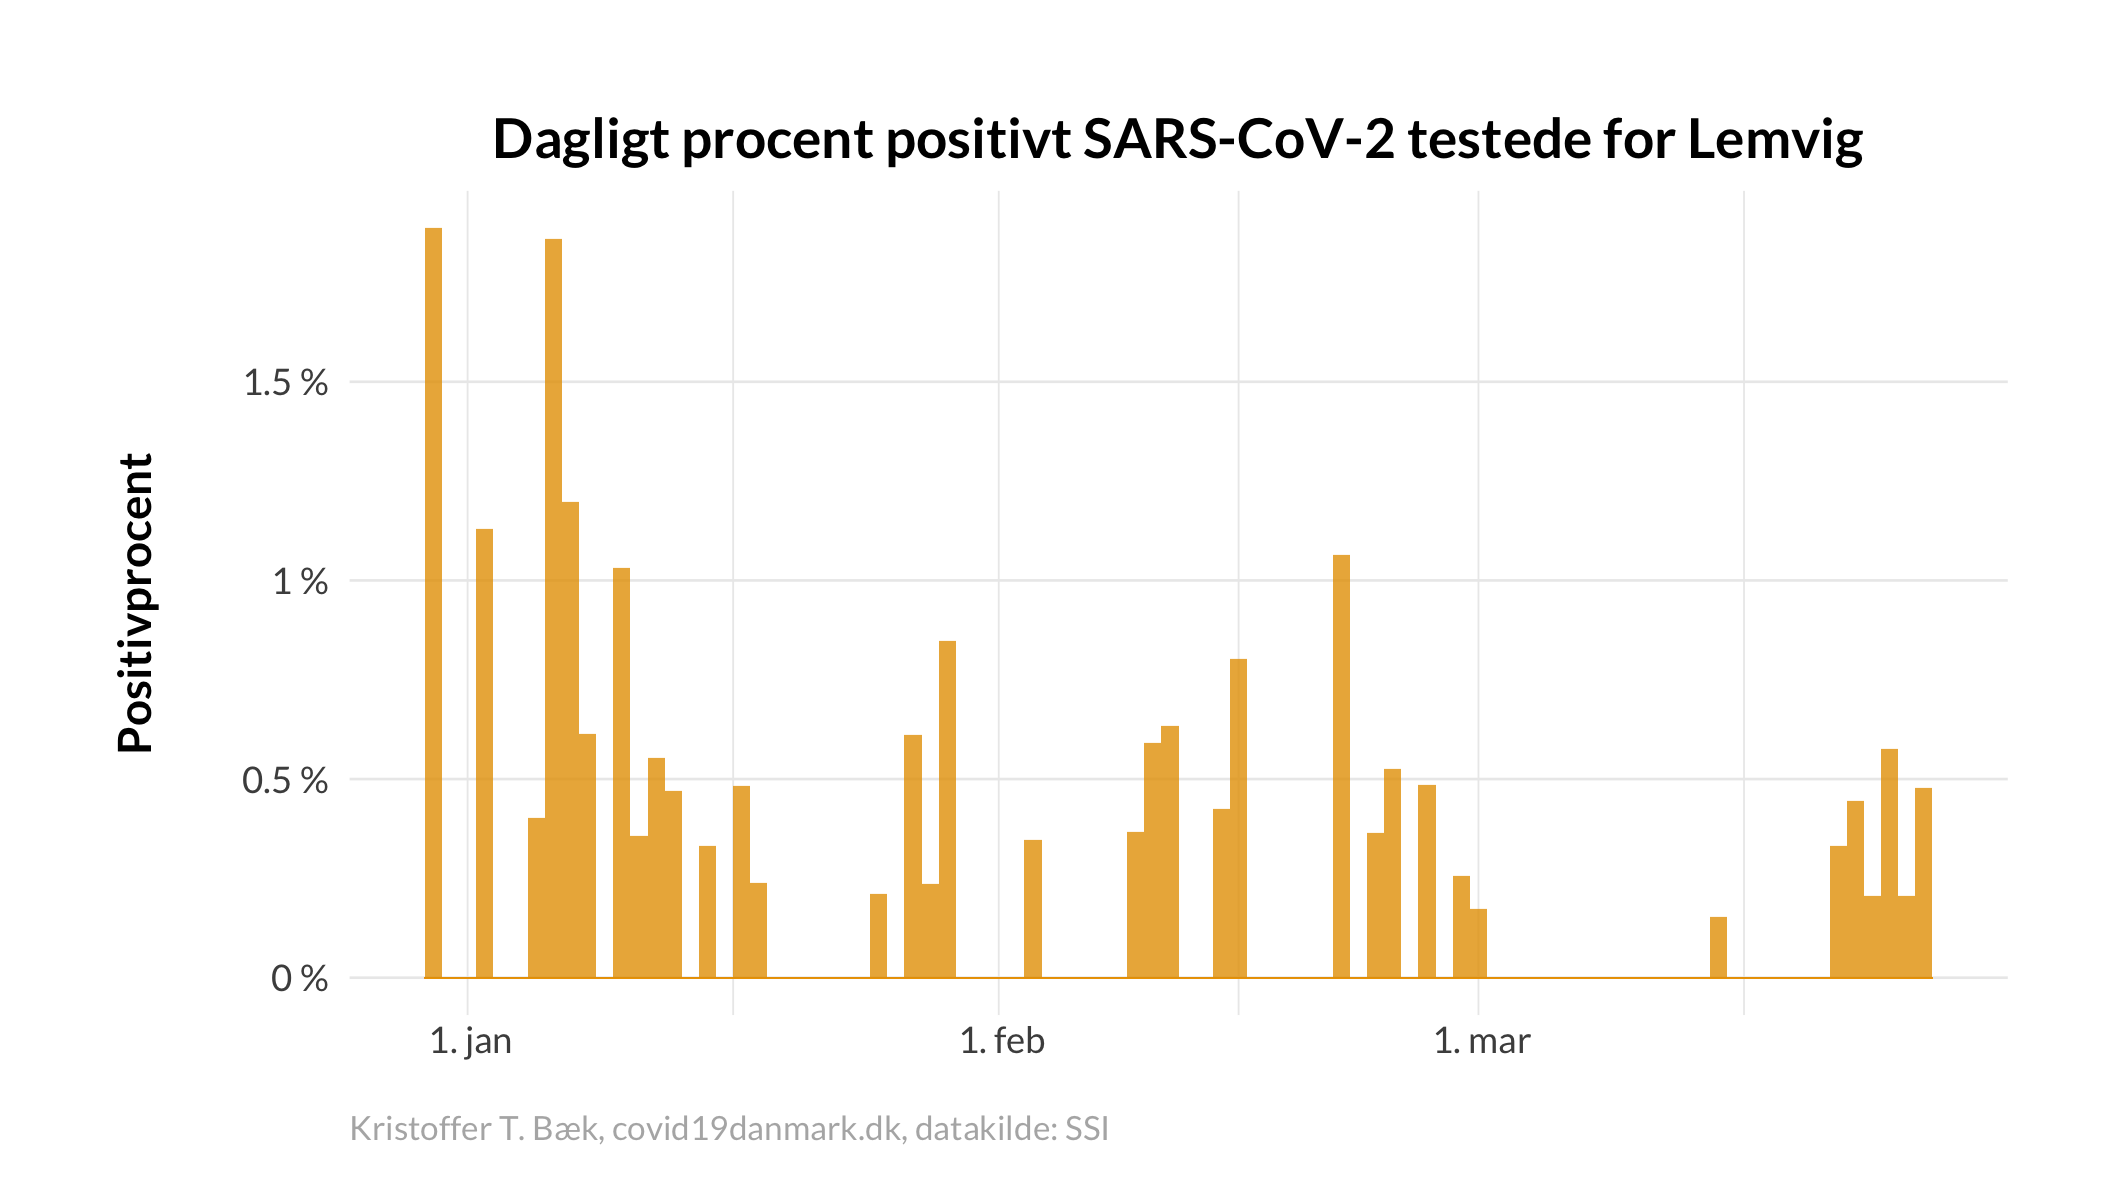 Dagligt procent positivt SARS-CoV-2 testede for Lemvig
Positivprocent
1.5 %
1 %
0.5 %
0 %
1. jan
1. feb
1. mar
Kristoffer T. Bæk, covid19danmark.dk, datakilde: SSI